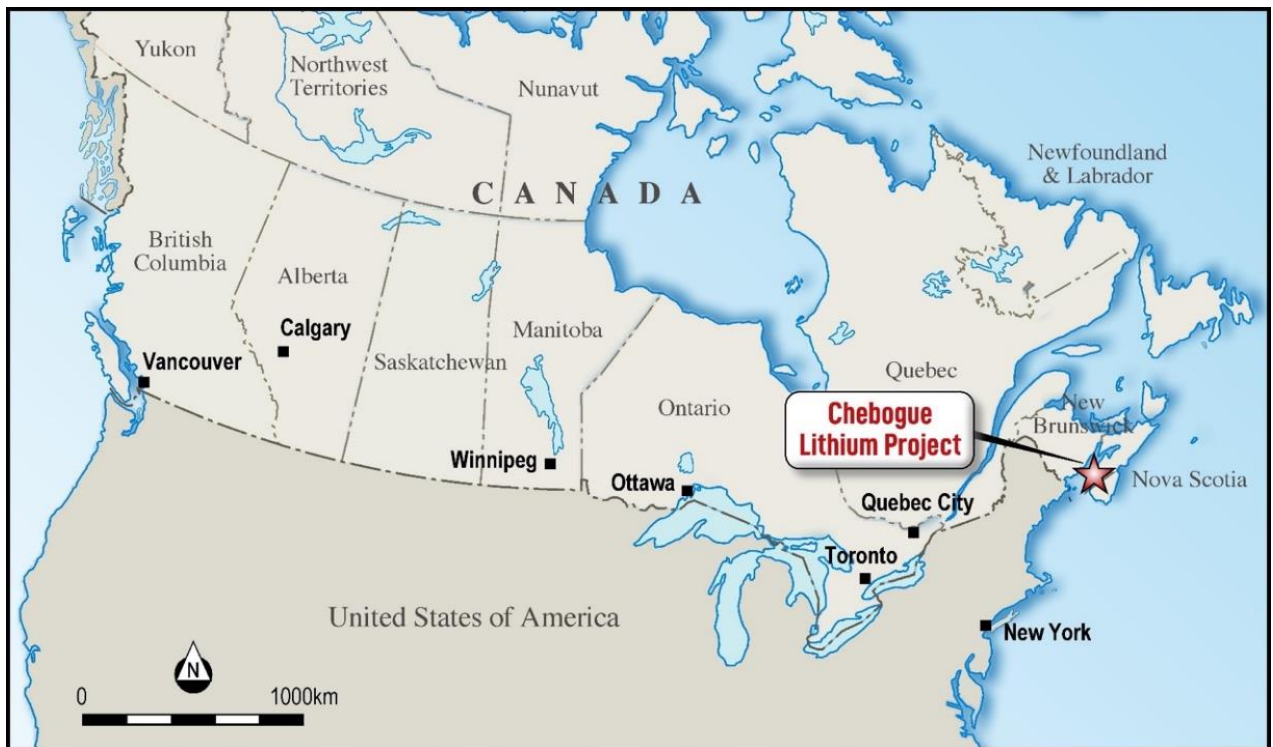 Yukon
Northwest
Territories
Nunavut
Newfoundland
& Labrador
CANADA
British
Columbia
Alberta
Calgary
Manitoba
Vancouver
Saskatchewan
Quebec
Ontario
New
Brunswick
Chebogue
Lithium Project
Winnipeg
Ottawa
Nova Scotia
Quebec City
Toronto
United States of America
New York
N
0 1000km